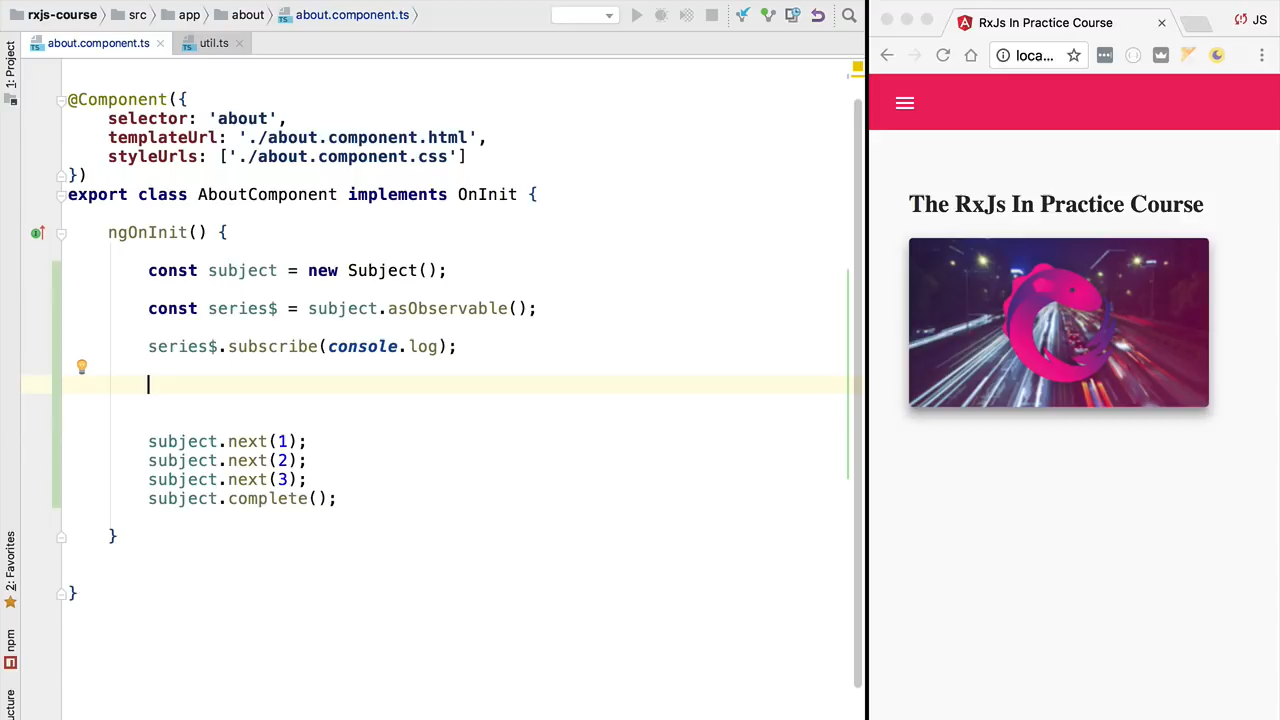 rxjs-course
src
app
about
about.component.ts
about.component.ts
util.ts
1: Project
2: Favorites
npm
@Component({
selector: 'about',
templateUrl: './about.component.html',
styleUrls: ['./about.component.css']
})
export class AboutComponent implements OnInit {
ngOnInit() {
const subject = new Subject();
const series$ = subject.asObservable();
series$.subscribe(console.log);
subject.next(1);
subject.next(2);
subject.next(3);
subject.complete();
}
}
RxJs In Practice Course
JS
loca...
The RxJs In Practice Course